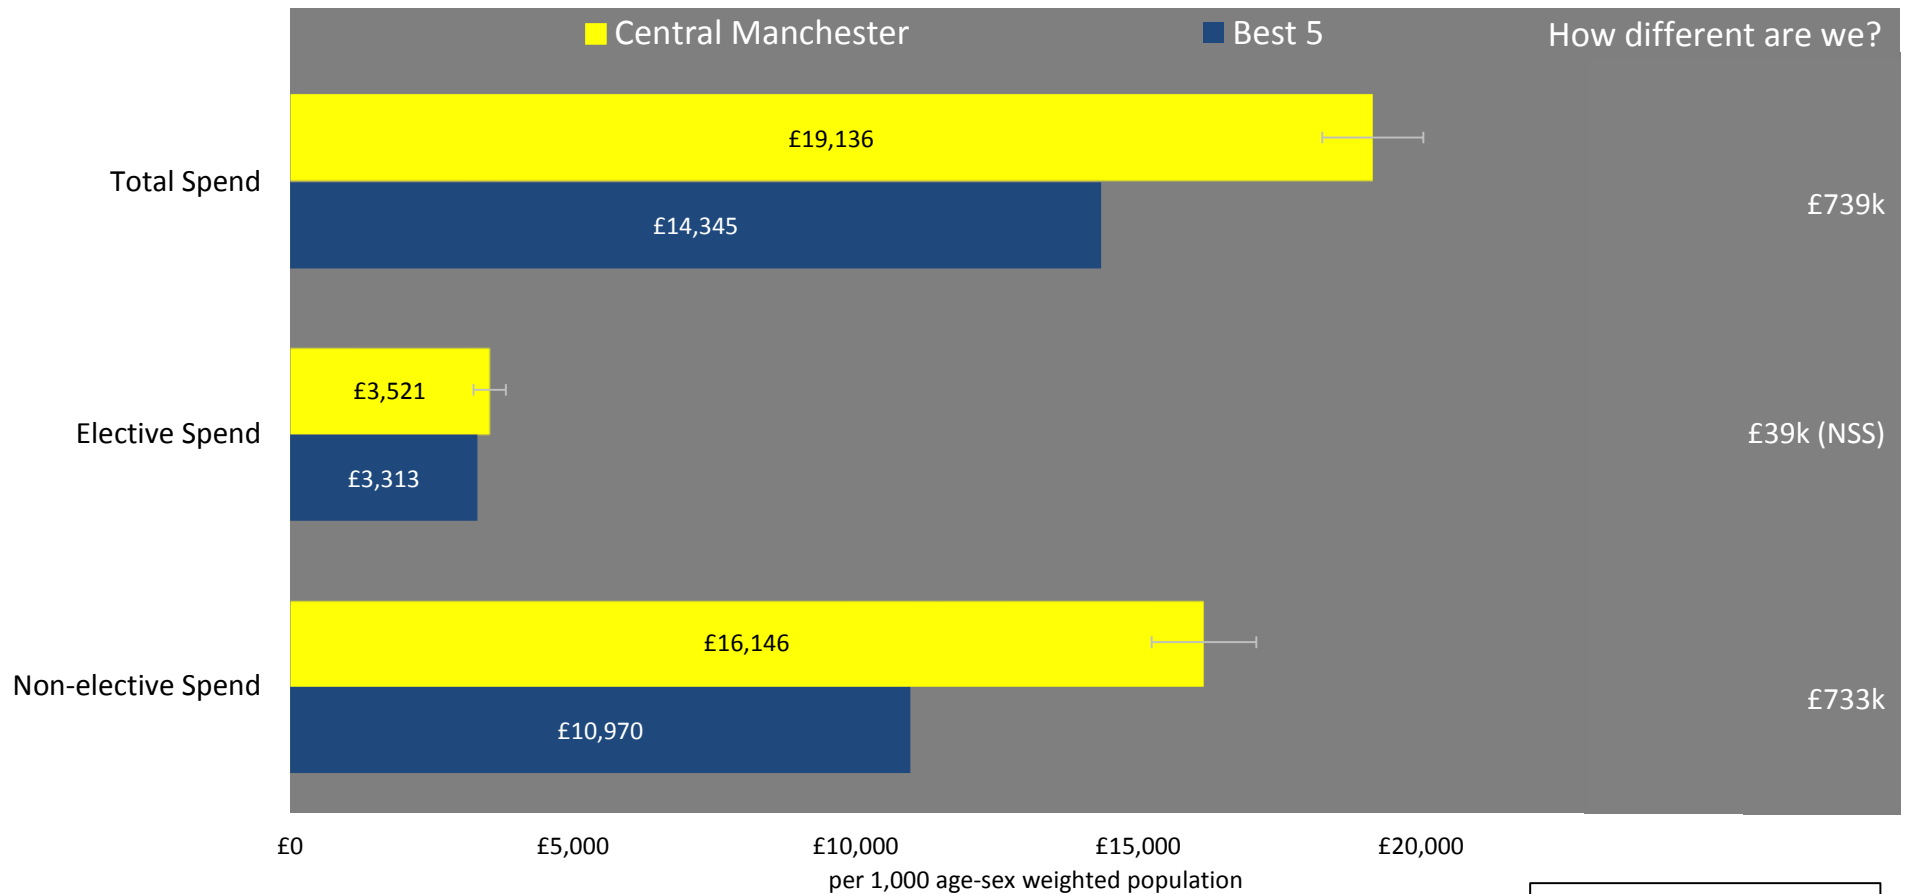 Central Manchester
Best 5
How different are we?
Total Spend
£19,136
£14,345
£739k
Elective Spend
£3,521
£3,313
£39k (NSS)
Non-elective Spend
£16,146
£10,970
£733k
£0 £5,000 £10,000 £15,000 £20,000
per 1,000 age-sex weighted population